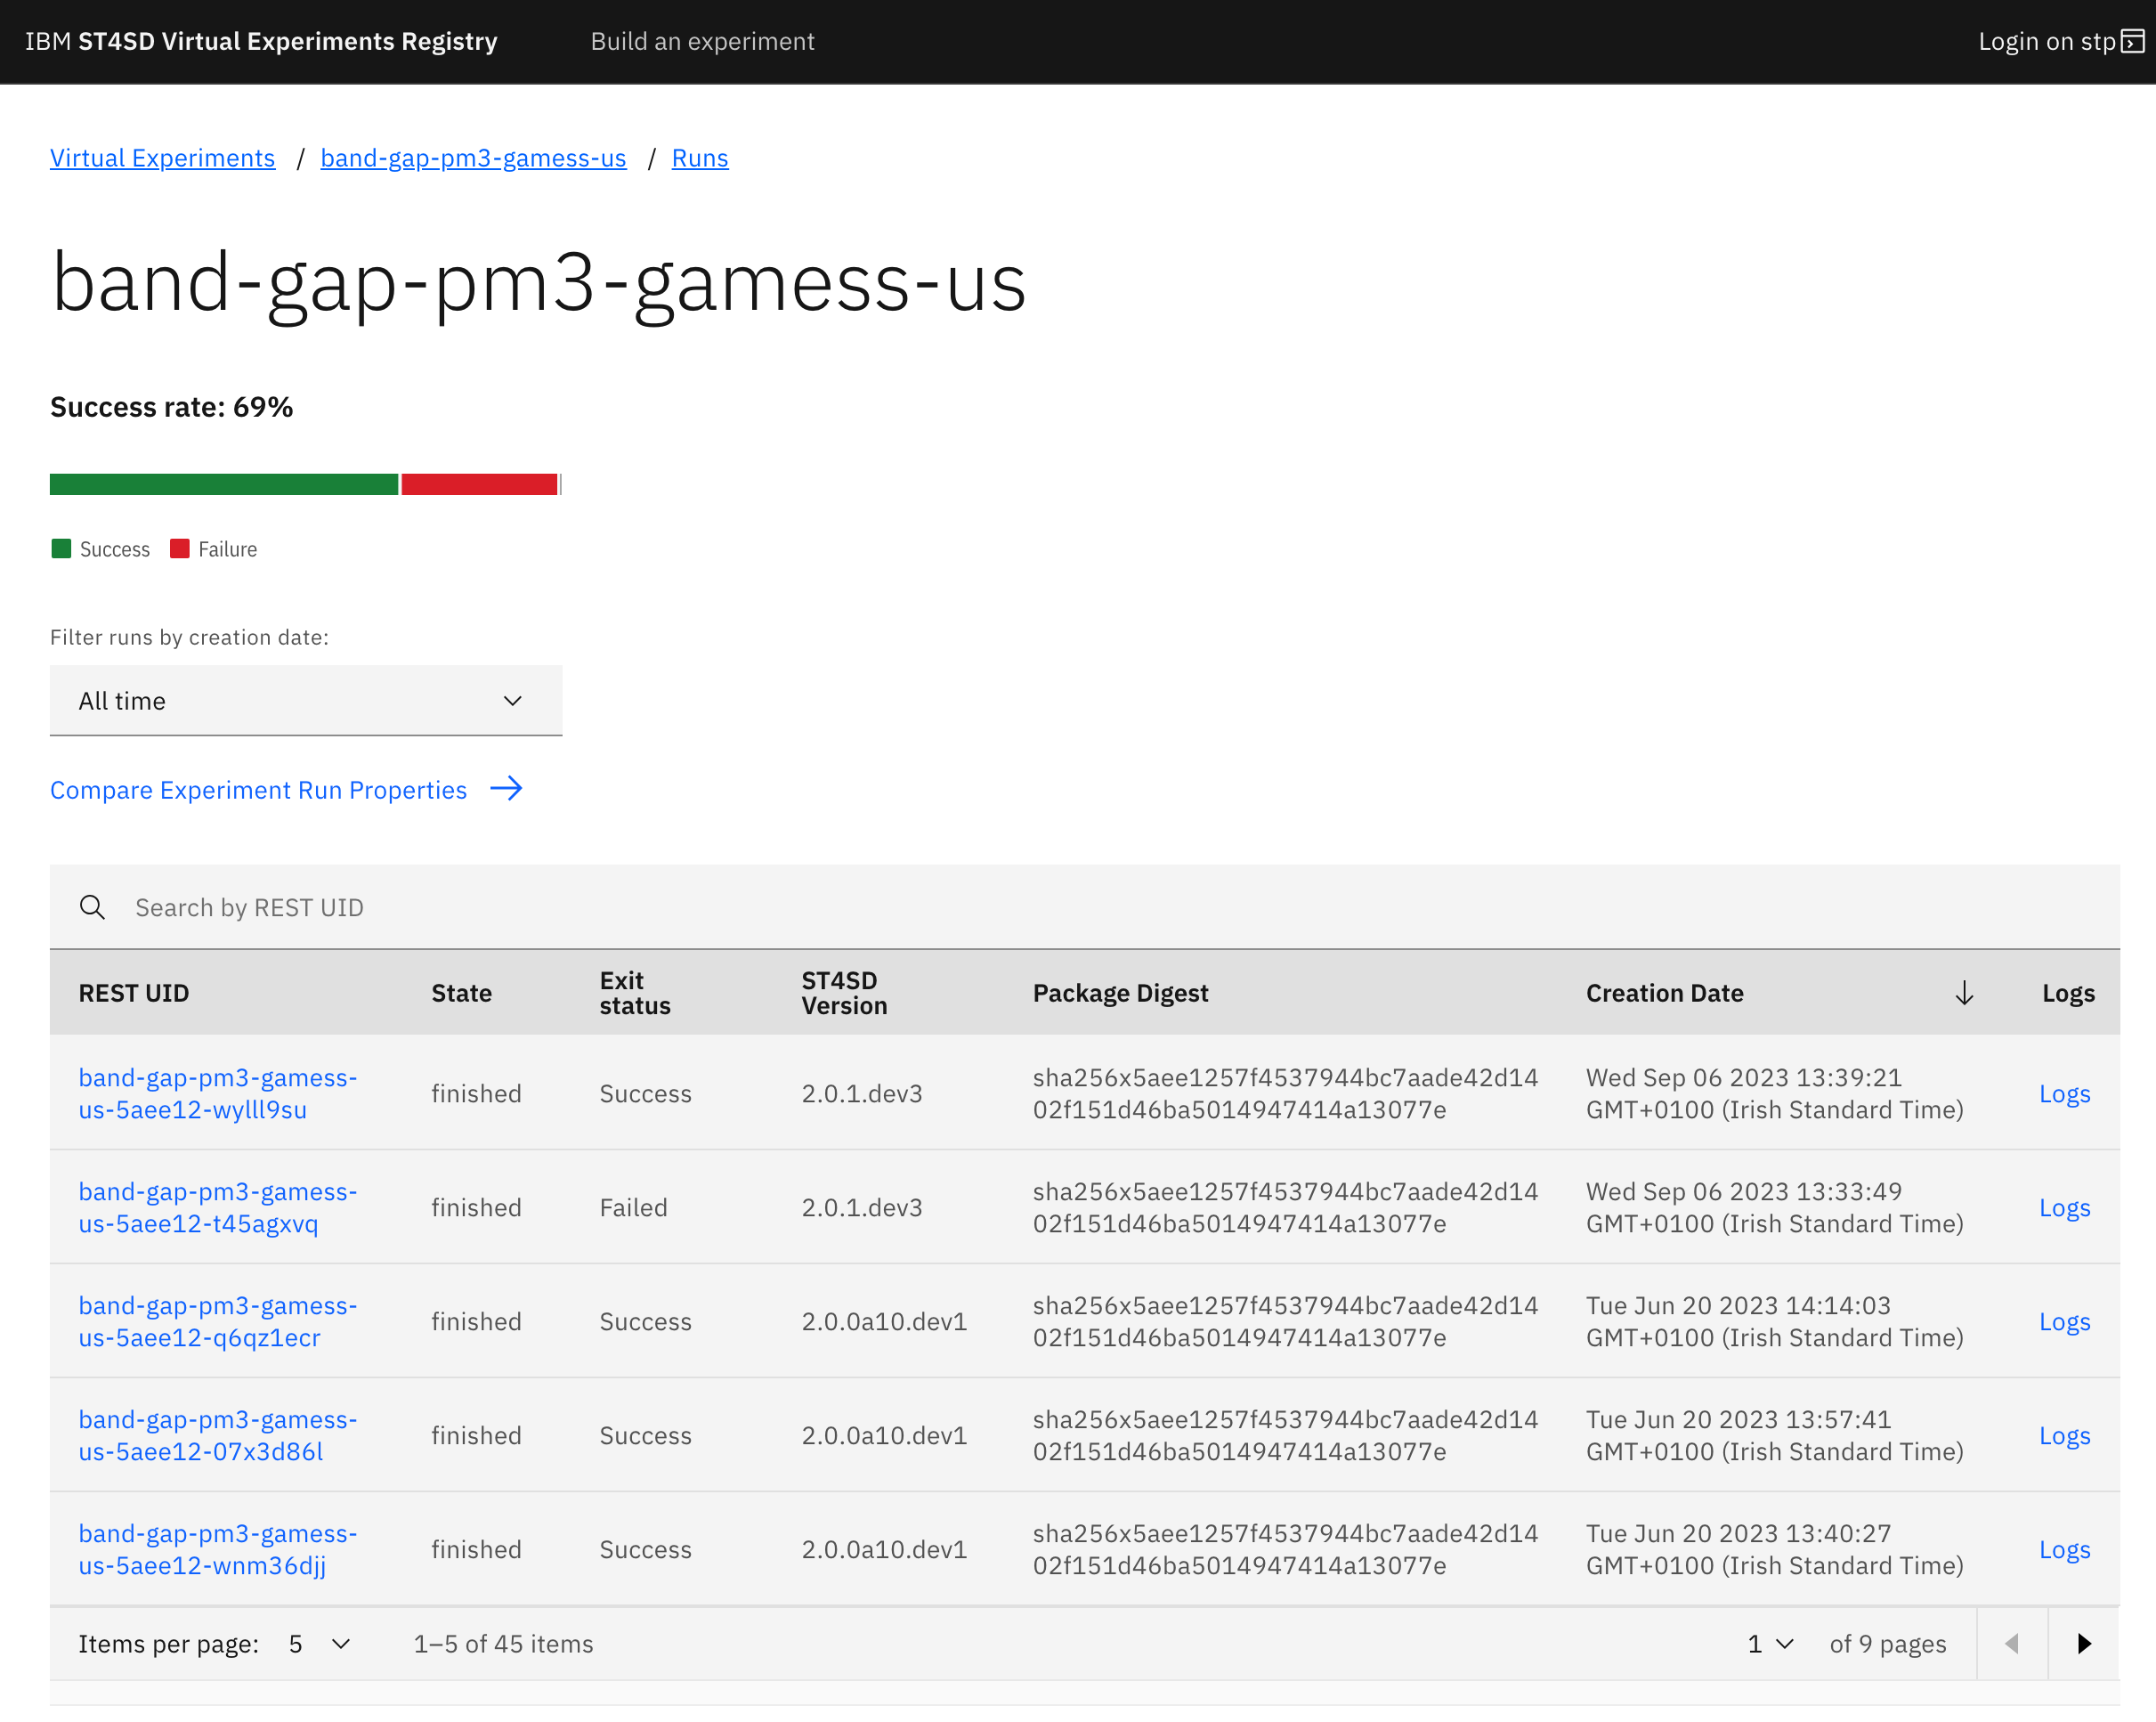 IBM ST4SD Virtual Experiments Registry
Build an experiment
Login on stp
Virtual Experiments / band-gap-pm3-gamess-us / Runs
band-gap-pm3-gamess-us
Success rate: 69%
Success Failure
Filter runs by creation date:
All time
Compare Experiment Run Properties
Search by REST UID
REST UID
State
Exit
status
ST4SD
Version
Package Digest
Creation Date
Logs
band-gap-pm3-gamess-
us-5aee12-wylll9su
finished
Success
2.0.1.dev3
sha256x5aee1257f4537944bc7aade42d14
02f151d46ba5014947414a13077e
Wed Sep 06 2023 13:39:21
GMT+0100 (Irish Standard Time)
Logs
band-gap-pm3-gamess-
us-5aee12-t45agxvq
finished
Failed
2.0.1.dev3
sha256x5aee1257f4537944bc7aade42d14
02f151d46ba5014947414a13077e
Wed Sep 06 2023 13:33:49
GMT+0100 (Irish Standard Time)
Logs
band-gap-pm3-gamess-
us-5aee12-q6qz1ecr
finished
Success
2.0.0a10.dev1
sha256x5aee1257f4537944bc7aade42d14
02f151d46ba5014947414a13077e
Tue Jun 20 2023 14:14:03
GMT+0100 (Irish Standard Time)
Logs
band-gap-pm3-gamess-
us-5aee12-07x3d86l
finished
Success
2.0.0a10.dev1
sha256x5aee1257f4537944bc7aade42d14
02f151d46ba5014947414a13077e
Tue Jun 20 2023 13:57:41
GMT+0100 (Irish Standard Time)
Logs
band-gap-pm3-gamess-
us-5aee12-wnm36djj
finished
Success
2.0.0a10.dev1
sha256x5aee1257f4537944bc7aade42d14
02f151d46ba5014947414a13077e
Tue Jun 20 2023 13:40:27
GMT+0100 (Irish Standard Time)
Logs
Items per page: 5
1–5 of 45 items
1 of 9 pages